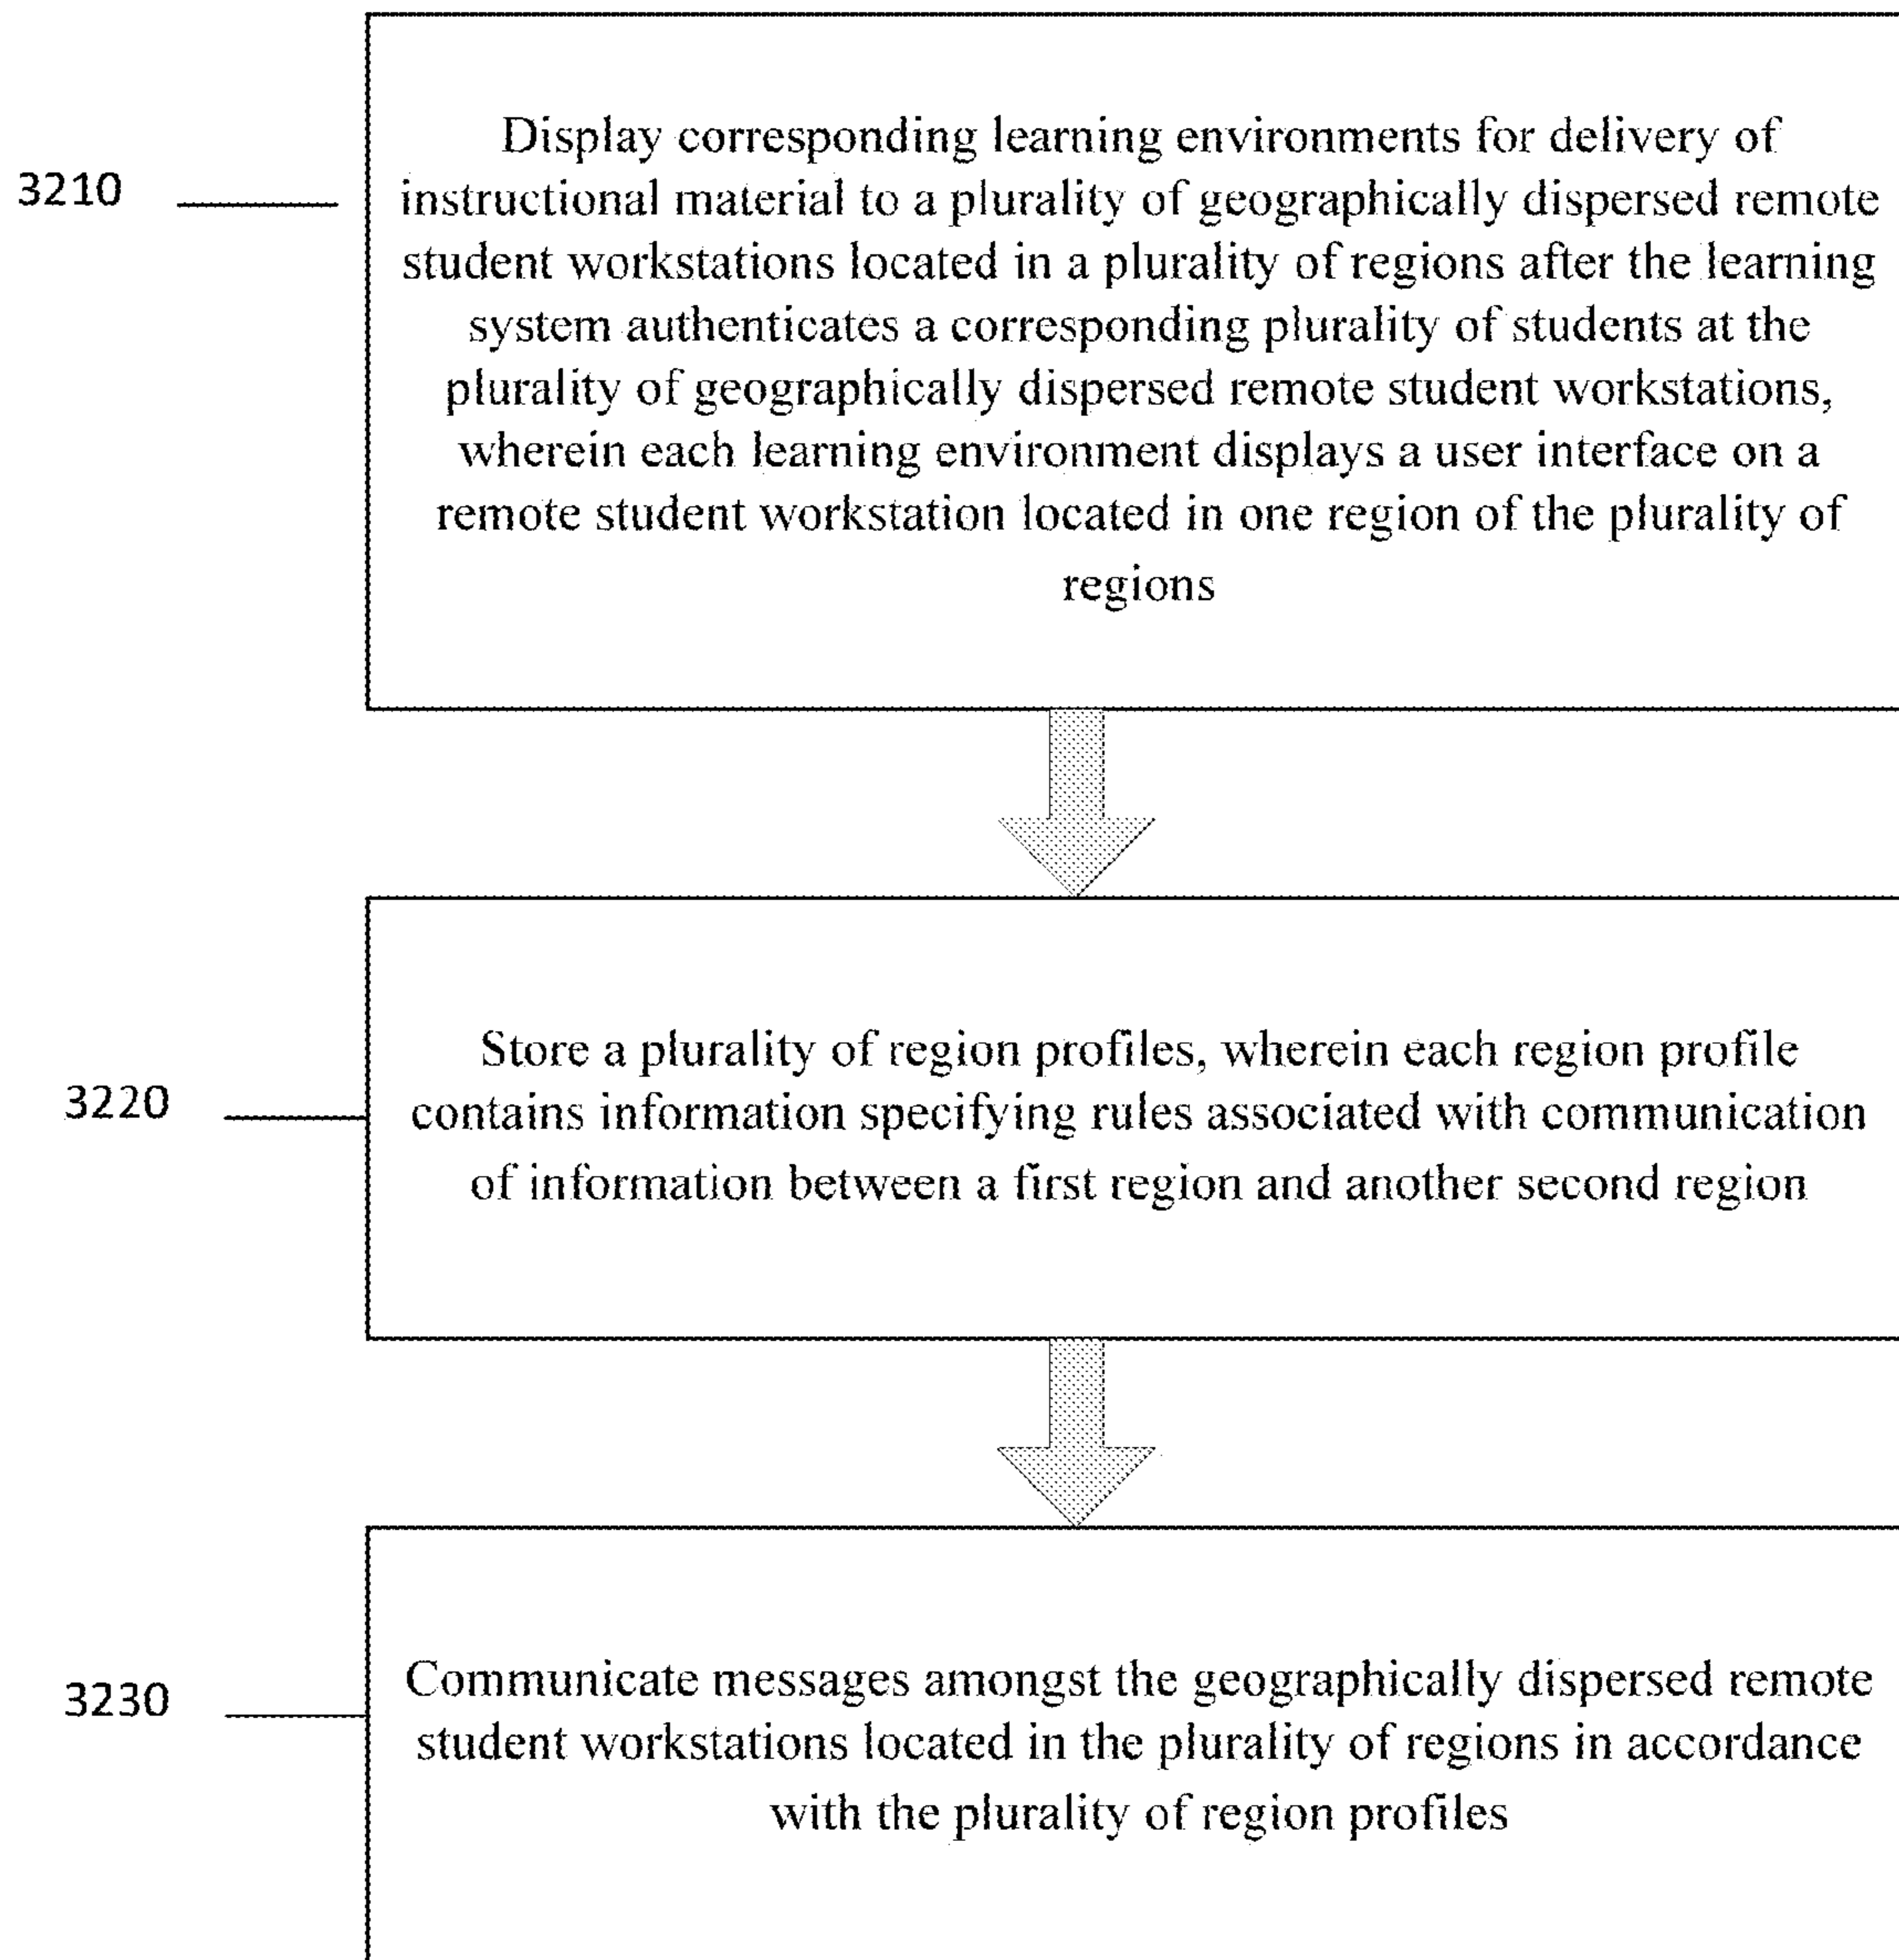 3210
Display corresponding learning environments for delivery of
instructional material to a plurality of geographically dispersed remote
student workstations located in a plurality of regions after the learning
system authenticates a corresponding plurality of students at the
plurality of geographically dispersed remote student workstations,
wherein each learning environment displays a user interface on a
remote student workstation located in one region of the plurality of
regions
3220
Store a plurality of region profiles, wherein each region profile
contains information specifying rules associated with communication
of information between a first region and another second region
3230
Communicate messages amongst the geographically dispersed remote
student workstations located in the plurality of regions in accordance
with the plurality of region profiles